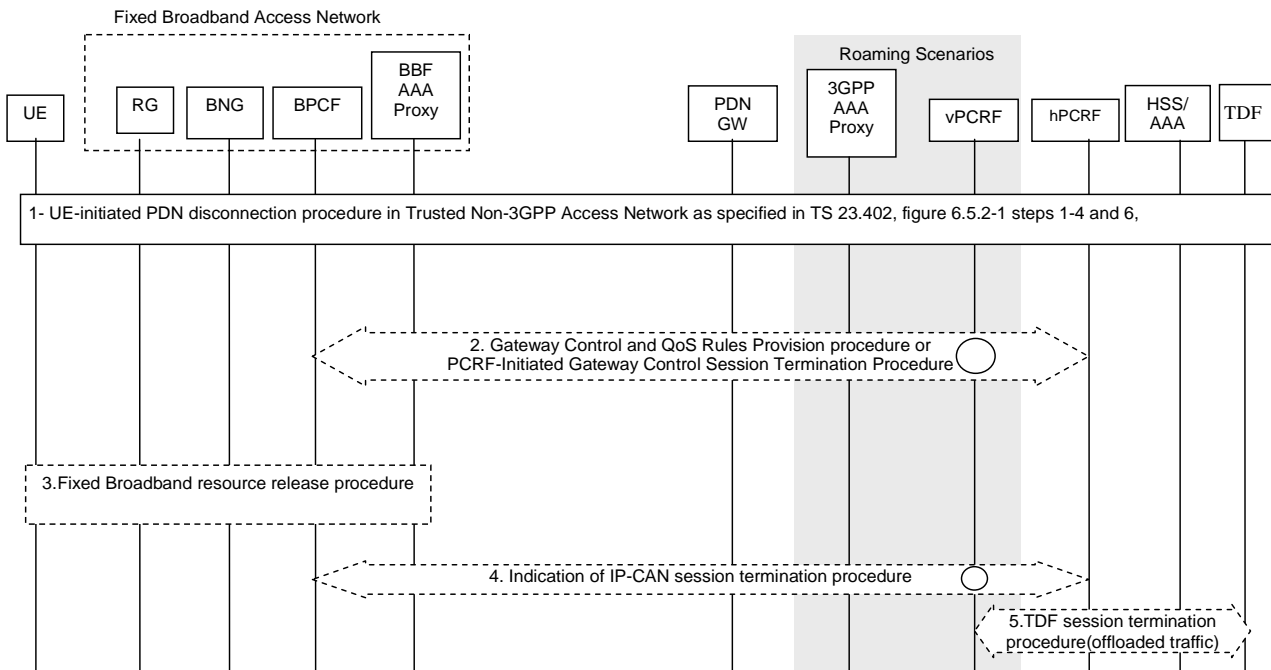 Fixed Broadband Access Network
Roaming Scenarios
UE
RG
BNG
BPCF
BBF
AAA
Proxy
PDN
GW
3GPP
AAA
Proxy
vPCRF
hPCRF
HSS/
AAA
TDF
1- UE-initiated PDN disconnection procedure in Trusted Non-3GPP Access Network as specified in TS 23.402, figure 6.5.2-1 steps 1-4 and 6,
2. Gateway Control and QoS Rules Provision procedure or
PCRF-Initiated Gateway Control Session Termination Procedure
3.Fixed Broadband resource release procedure
4. Indication of IP-CAN session termination procedure
5.TDF session termination
procedure(offloaded traffic)